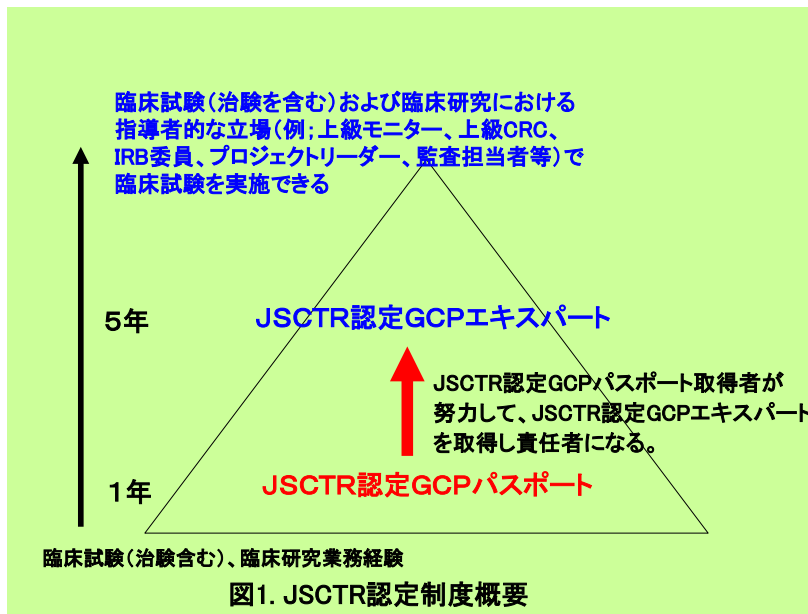 臨床試験（治験を含む）および臨床研究における
指導者的な立場（例；上級モニター、上級CRC、
IRB委員、プロジェクトリーダー、監査担当者等）で
臨床試験を実施できる
５年
JSCTR認定GCPエキスパート
JSCTR認定GCPパスポート取得者が
努力して、JSCTR認定GCPエキスパート
を取得し責任者になる。
１年
JSCTR認定GCPパスポート
臨床試験（治験含む）、臨床研究業務経験
図1. JSCTR認定制度概要